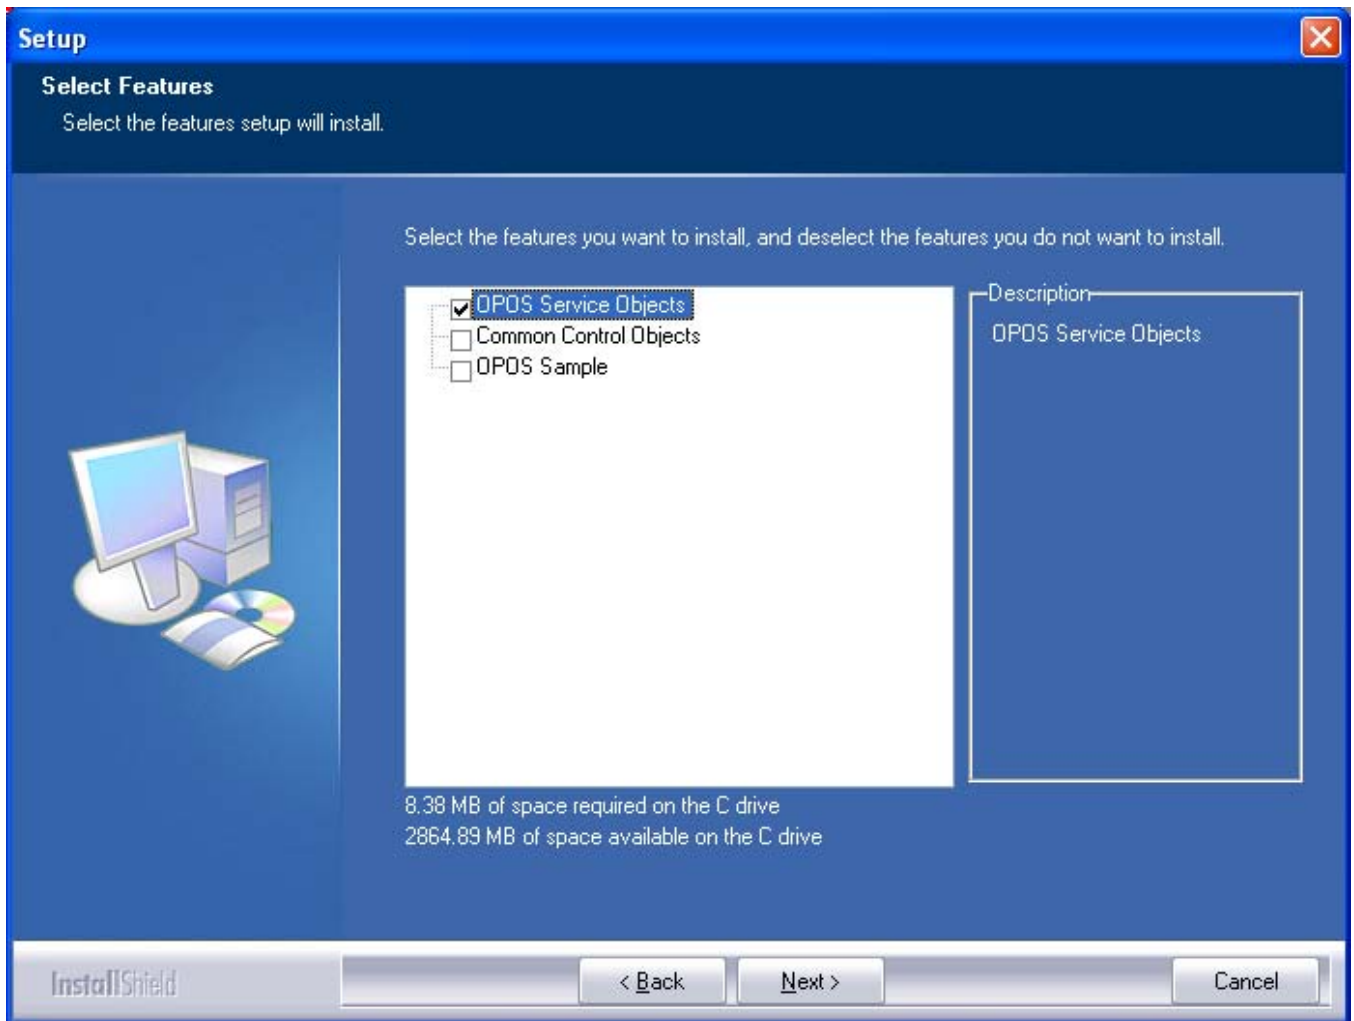 Setup
Select Features
Select the features setup will install.
Select the features you want to install, and deselect the features you do not want to install.
OPOS Service Objects
Common Control Objects
OPOS Sample
Description
OPOS Service Objects
8.38 MB of space required on the C drive
2864.89 MB of space available on the C drive
InstallShield
< Back
Next >
Cancel